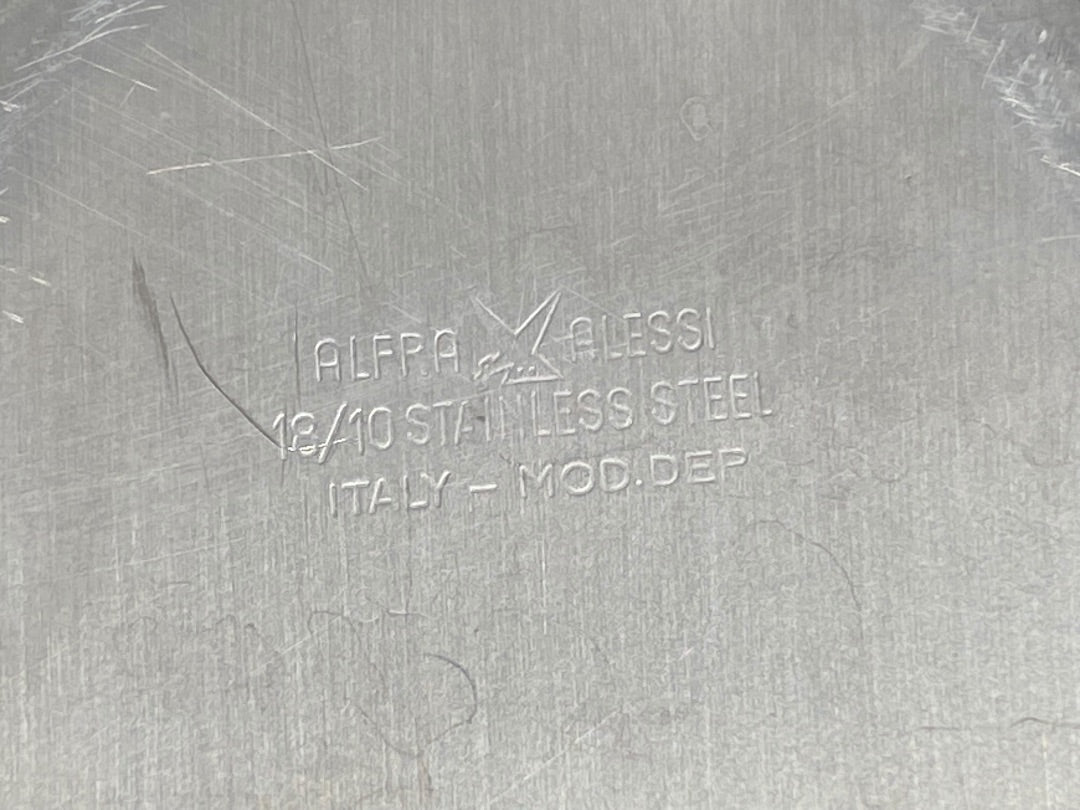 ALFRA ALESSI
18/10 STAINLESS STEEL
ITALY - MOD.DEP